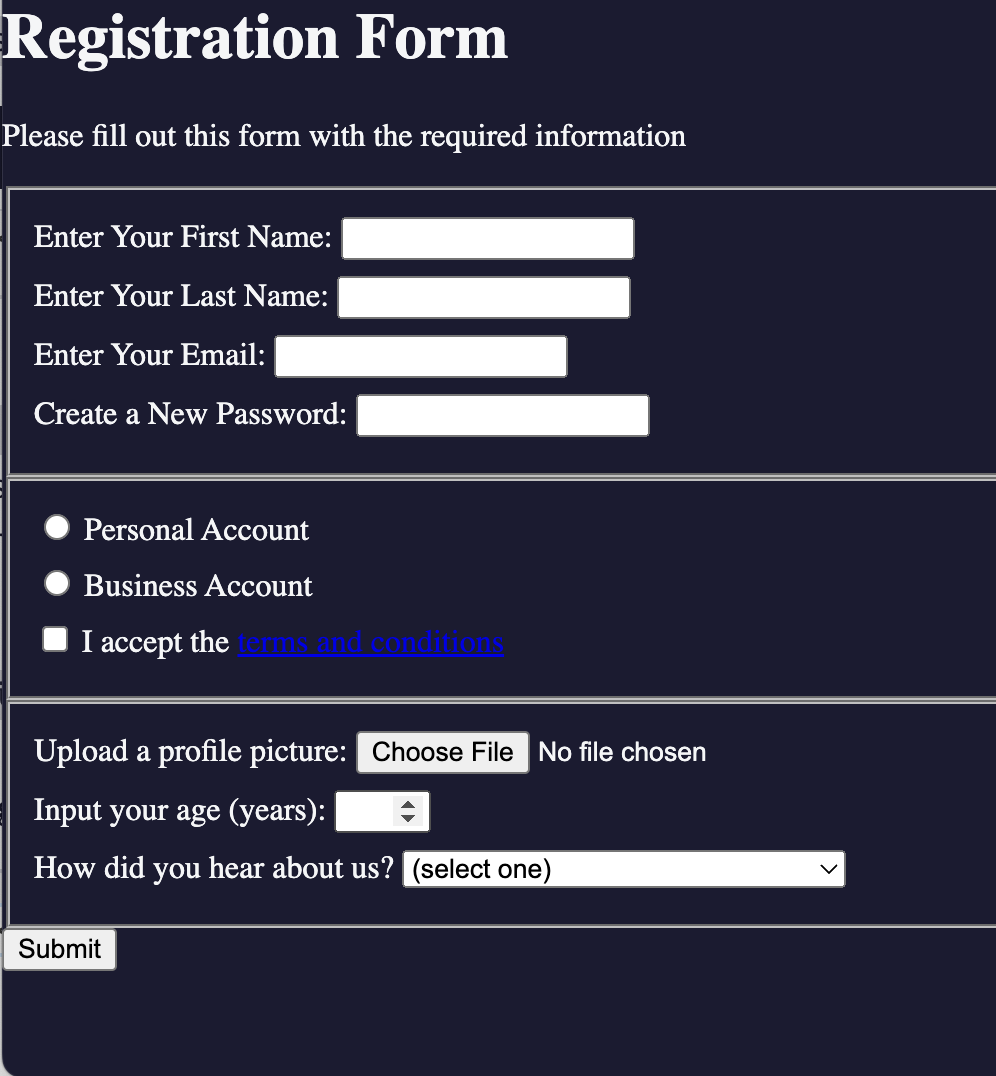 Registration Form
Please fill out this form with the required information
Enter Your First Name:
Enter Your Last Name:
Enter Your Email:
Create a New Password:
Personal Account
Business Account
I accept the terms and conditions
Upload a profile picture: Choose File No file chosen
Input your age (years):
How did you hear about us? (select one)
Submit